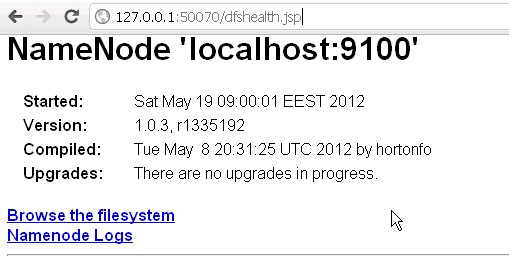 127.0.0.1:50070/dfshealth.jsp
NameNode 'localhost:9100'
Started: Sat May 19 09:00:01 EEST 2012
Version: 1.0.3, r1335192
Compiled: Tue May 8 20:31:25 UTC 2012 by hortonfo
Upgrades: There are no upgrades in progress.
Browse the filesystem
Namenode Logs